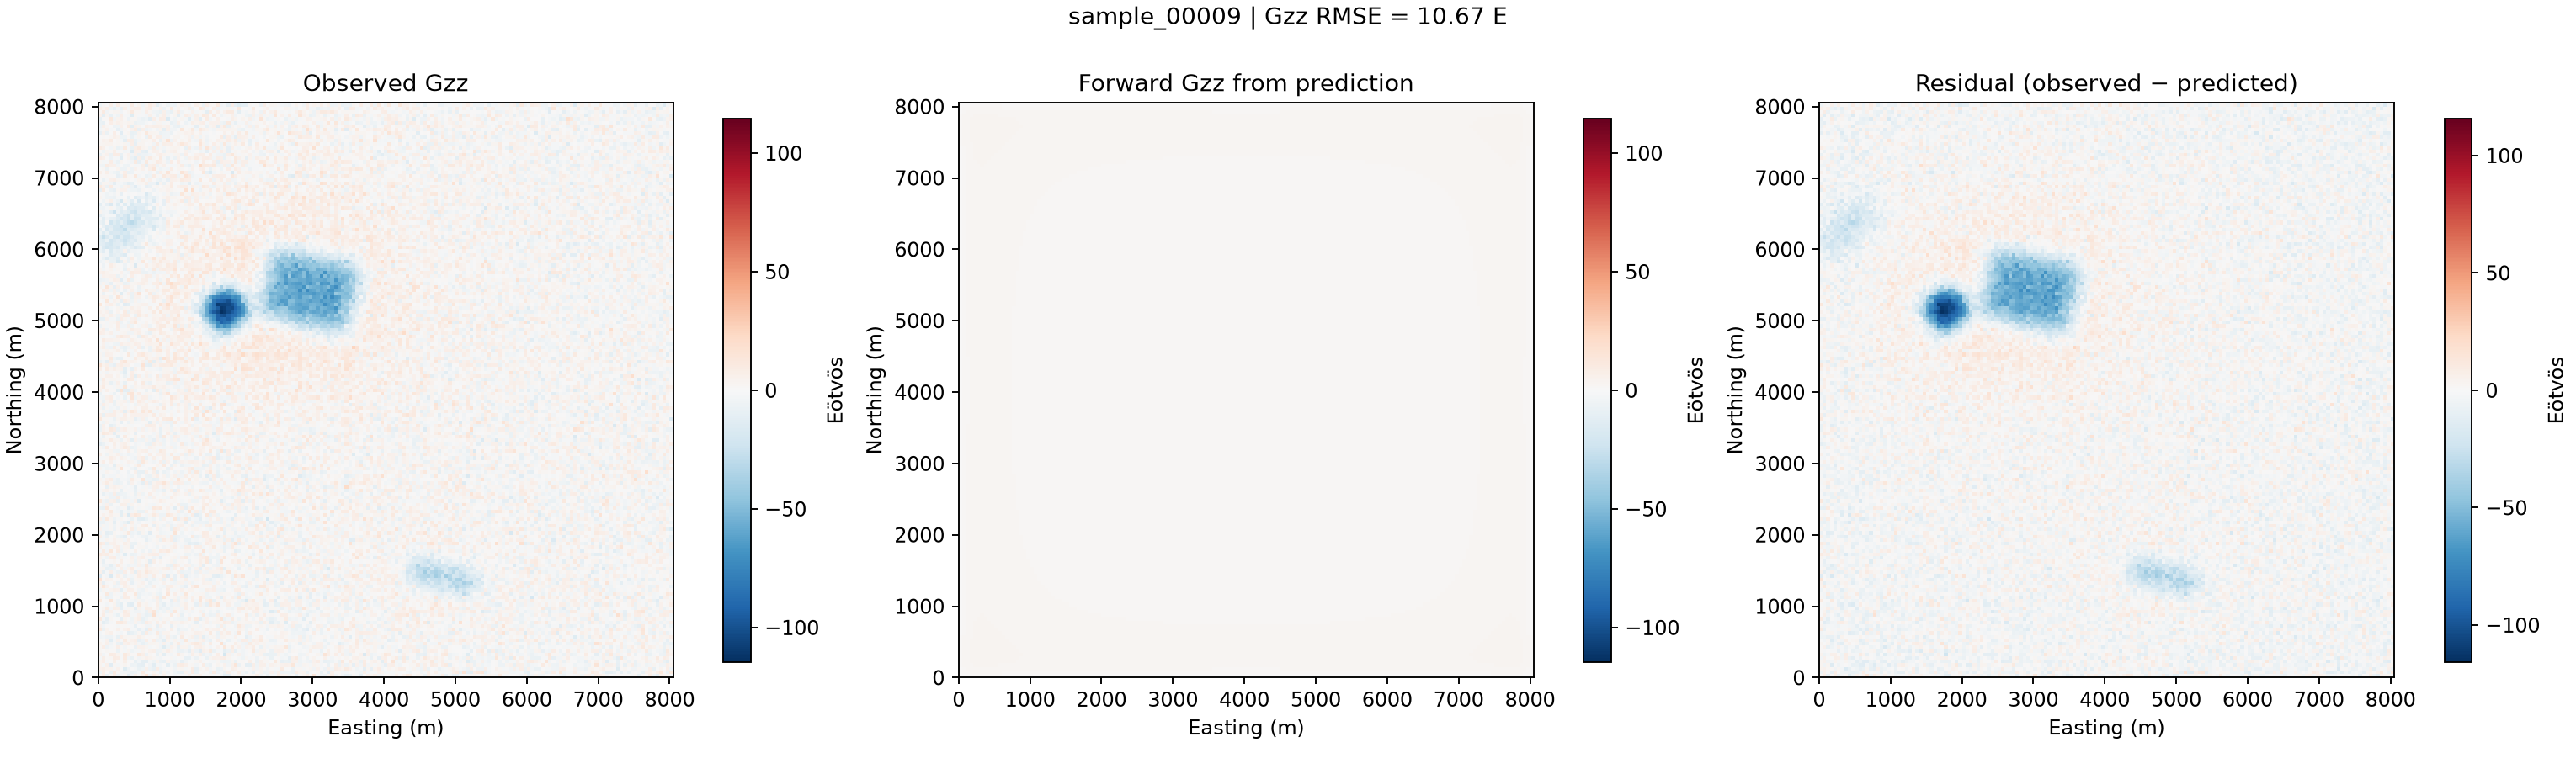 sample_00009 | Gzz RMSE = 10.67 E
Observed Gzz
Northing (m)
8000
7000
6000
5000
4000
3000
2000
1000
0
0 1000 2000 3000 4000 5000 6000 7000 8000
Easting (m)
100
50
0
−50
−100
Eötvös
Forward Gzz from prediction
Northing (m)
8000
7000
6000
5000
4000
3000
2000
1000
0
0 1000 2000 3000 4000 5000 6000 7000 8000
Easting (m)
100
50
0
−50
−100
Eötvös
Residual (observed − predicted)
Northing (m)
8000
7000
6000
5000
4000
3000
2000
1000
0
0 1000 2000 3000 4000 5000 6000 7000 8000
Easting (m)
100
50
0
−50
−100
Eötvös